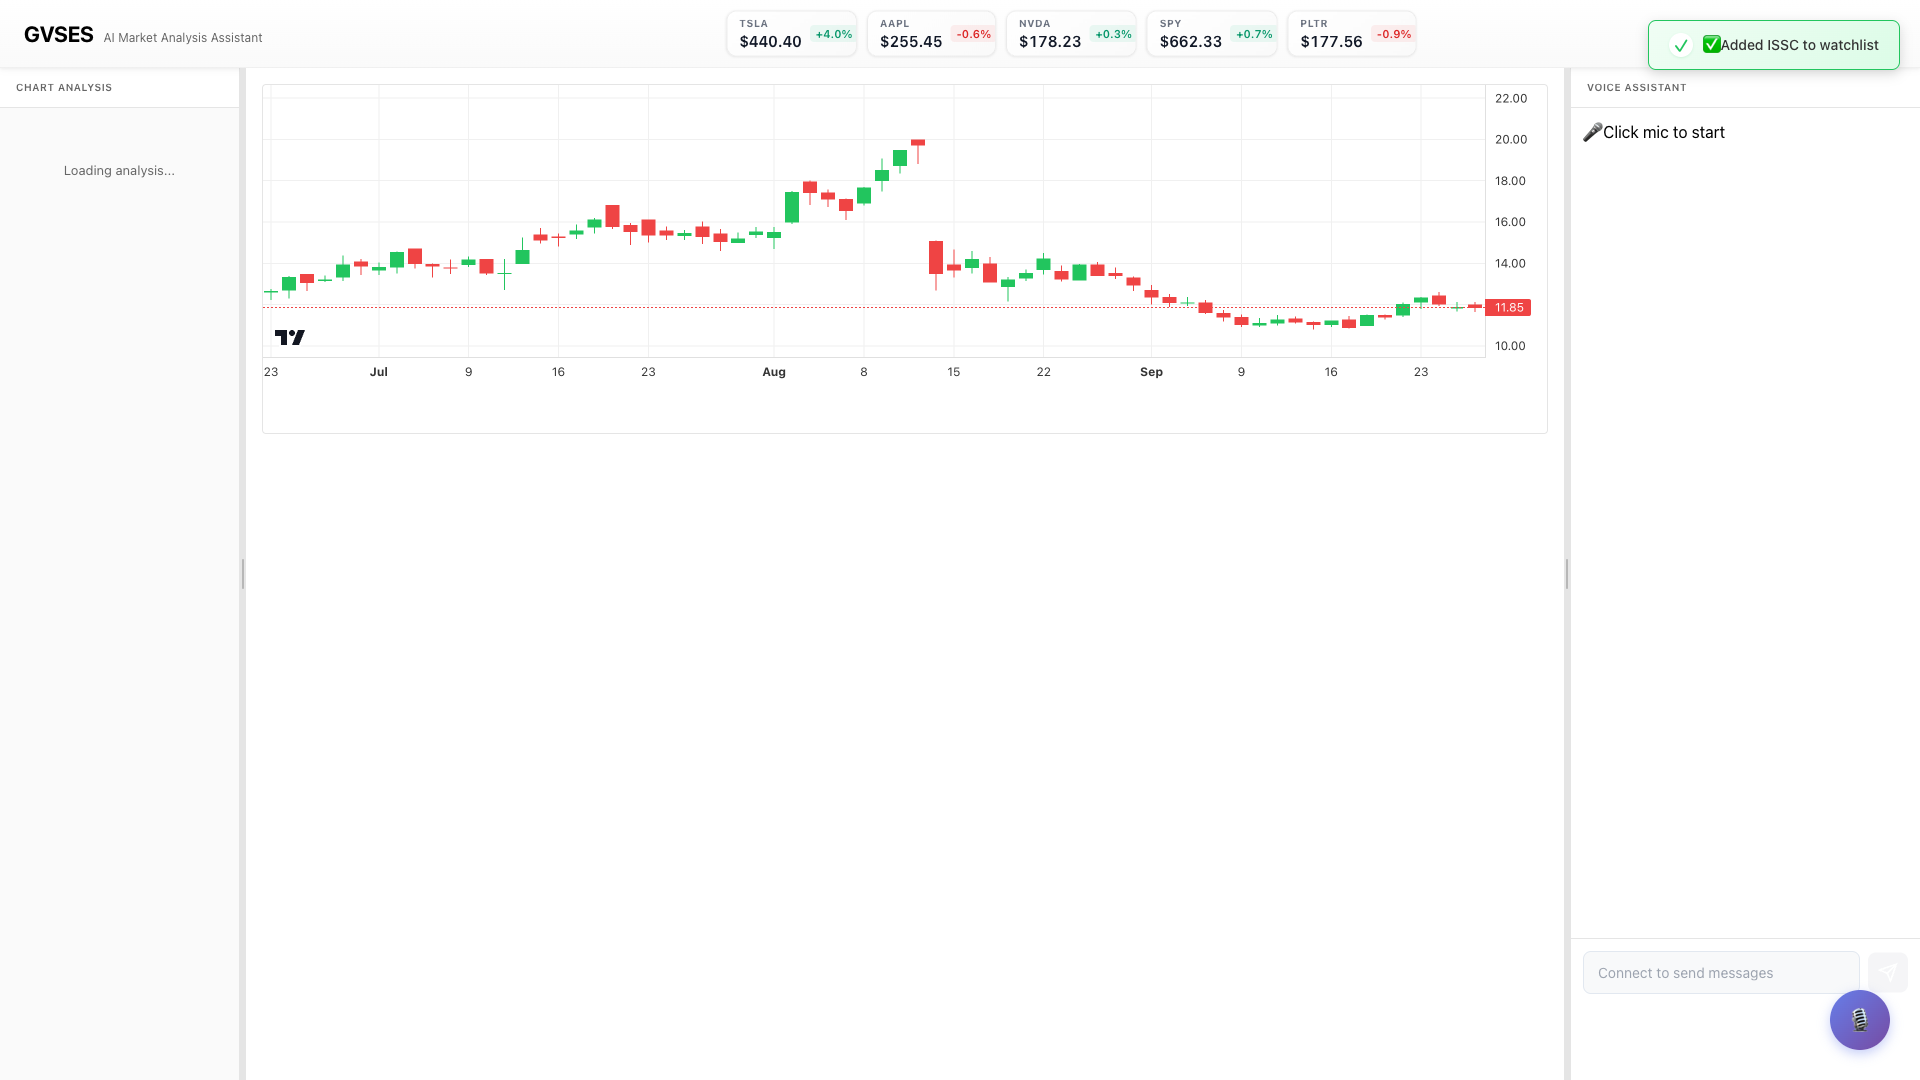 GVSES AI Market Analysis Assistant
TSLA
$440.40 +4.0%
AAPL
$255.45 -0.6%
NVDA
$178.23 +0.3%
SPY
$662.33 +0.7%
PLTR
$177.56 -0.9%
✅Added ISSC to watchlist
CHART ANALYSIS
Loading analysis...
22.00
20.00
18.00
16.00
14.00
11.85
10.00
23 Jul 9 16 23 Aug 8 15 22 Sep 9 16 23
VOICE ASSISTANT
🎤Click mic to start
Connect to send messages